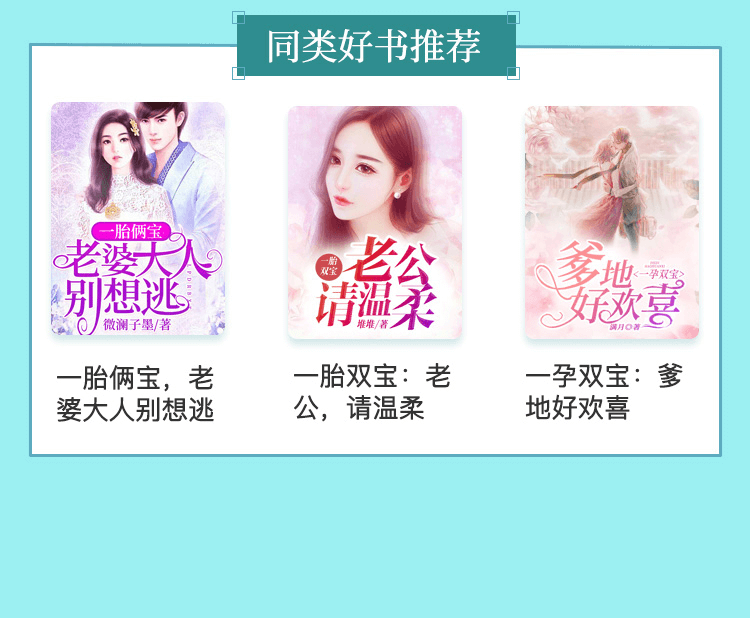 同类好书推荐
一胎俩宝
老婆大人
别想逃
微澜子墨/著
一胎
双宝
老公
请温柔
堆堆/著
爹地
<一孕双宝>
好欢喜
满月◎著
一胎俩宝，老
婆大人别想逃
一胎双宝：老
公，请温柔
一孕双宝：爹
地好欢喜